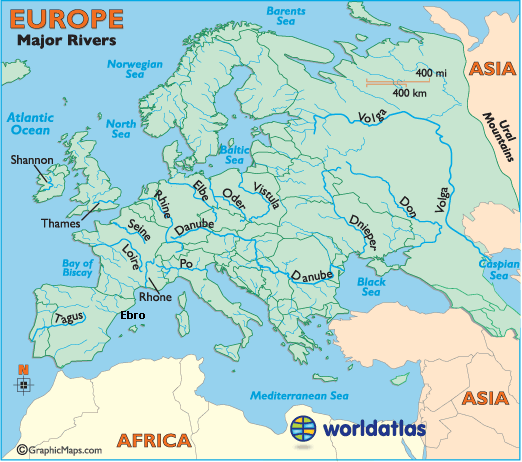 EUROPE
Major Rivers
Barents
Sea
Norwegian
Sea
400 mi
400 km
ASIA
Ural
Mountains
Atlantic
Ocean
North
Sea
Volga
Shannon
Baltic
Sea
Thames
Rhine
Elbe
Oder
Vistula
Don
Volga
Dnieper
Seine
Danube
Loire
Bay of
Biscay
Po
Danube
Caspian
Sea
Black
Sea
Rhone
Ebro
Tagus
N
Mediterranean Sea
ASIA
AFRICA
worldatlas
©GraphicMaps.com